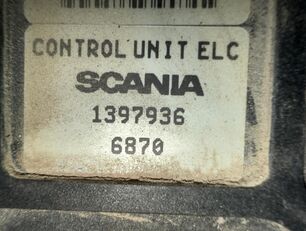 CONTROL UNIT ELC
SCANIA
1397936
6870